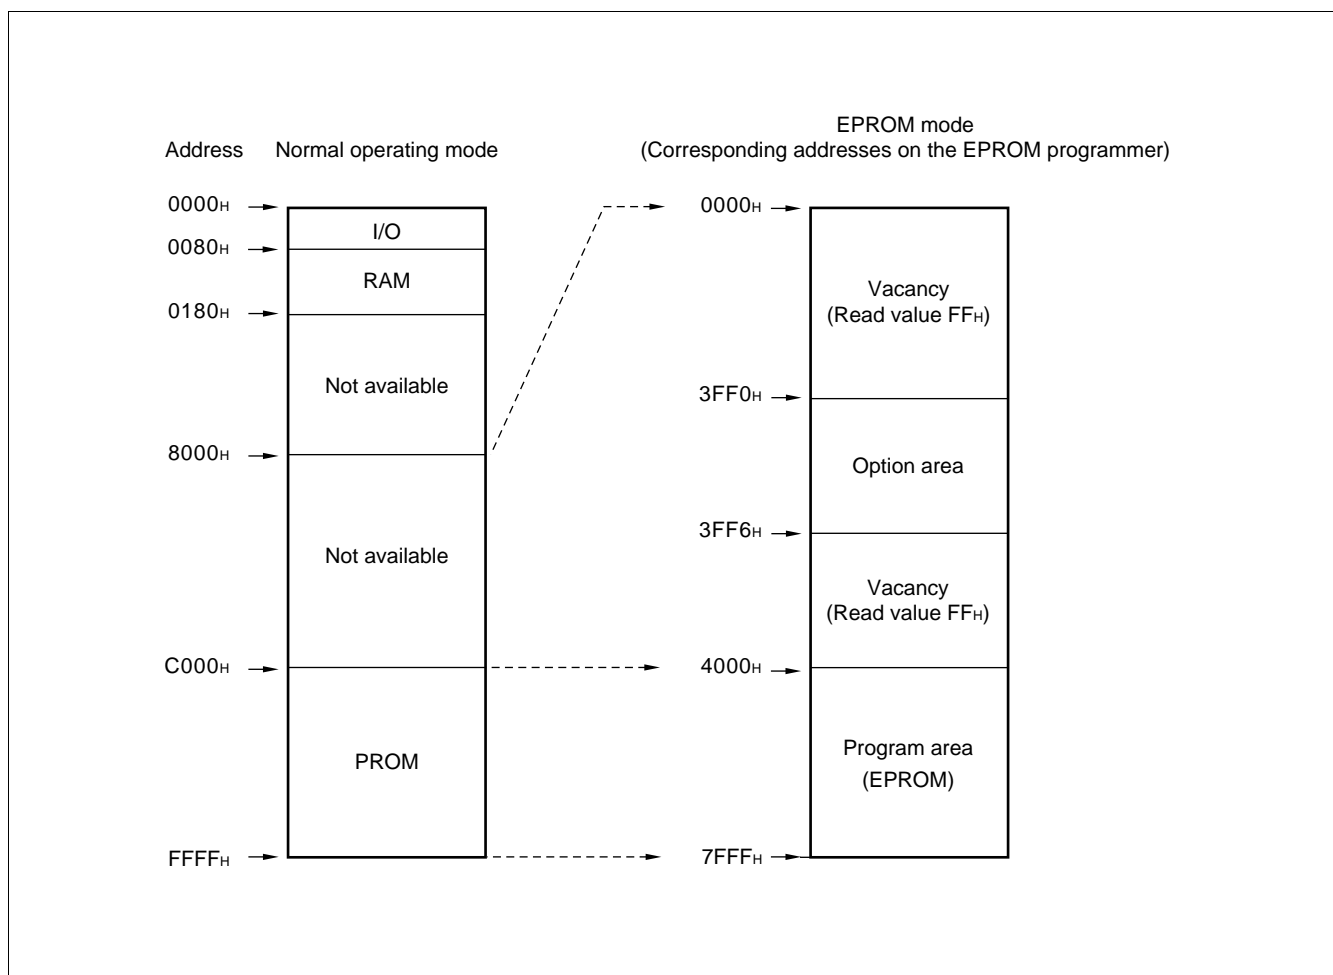 EPROM mode
Address Normal operating mode (Corresponding addresses on the EPROM programmer)
0000H
I/O
0080H
RAM
0180H
Not available
8000H
Not available
C000H
PROM
FFFFH
0000H
Vacancy
(Read value FFH)
3FF0H
Option area
3FF6H
Vacancy
(Read value FFH)
4000H
Program area
(EPROM)
7FFFH